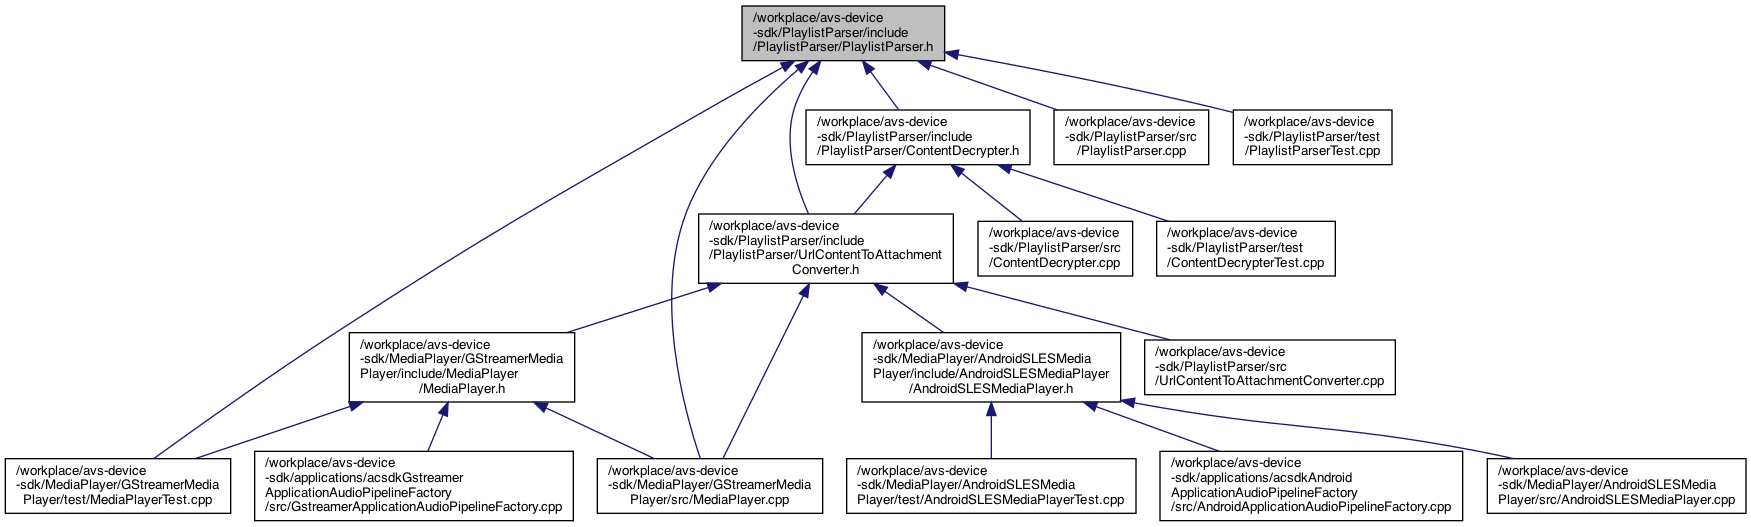 /workplace/avs-device
-sdk/PlaylistParser/include
/PlaylistParser/PlaylistParser.h
/workplace/avs-device
-sdk/PlaylistParser/include
/PlaylistParser/ContentDecrypter.h
/workplace/avs-device
-sdk/PlaylistParser/src
/PlaylistParser.cpp
/workplace/avs-device
-sdk/PlaylistParser/test
/PlaylistParserTest.cpp
/workplace/avs-device
-sdk/PlaylistParser/include
/PlaylistParser/UrlContentToAttachment
Converter.h
/workplace/avs-device
-sdk/PlaylistParser/src
/ContentDecrypter.cpp
/workplace/avs-device
-sdk/PlaylistParser/test
/ContentDecrypterTest.cpp
/workplace/avs-device
-sdk/MediaPlayer/GStreamerMedia
Player/include/MediaPlayer
/MediaPlayer.h
/workplace/avs-device
-sdk/MediaPlayer/AndroidSLESMedia
Player/include/AndroidSLESMediaPlayer
/AndroidSLESMediaPlayer.h
/workplace/avs-device
-sdk/PlaylistParser/src
/UrlContentToAttachmentConverter.cpp
/workplace/avs-device
-sdk/MediaPlayer/GStreamerMedia
Player/test/MediaPlayerTest.cpp
/workplace/avs-device
-sdk/applications/acsdkGstreamer
ApplicationAudioPipelineFactory
/src/GstreamerApplicationAudioPipelineFactory.cpp
/workplace/avs-device
-sdk/MediaPlayer/GStreamerMedia
Player/src/MediaPlayer.cpp
/workplace/avs-device
-sdk/MediaPlayer/AndroidSLESMedia
Player/test/AndroidSLESMediaPlayerTest.cpp
/workplace/avs-device
-sdk/applications/acsdkAndroid
ApplicationAudioPipelineFactory
/src/AndroidApplicationAudioPipelineFactory.cpp
/workplace/avs-device
-sdk/MediaPlayer/AndroidSLESMedia
Player/src/AndroidSLESMediaPlayer.cpp